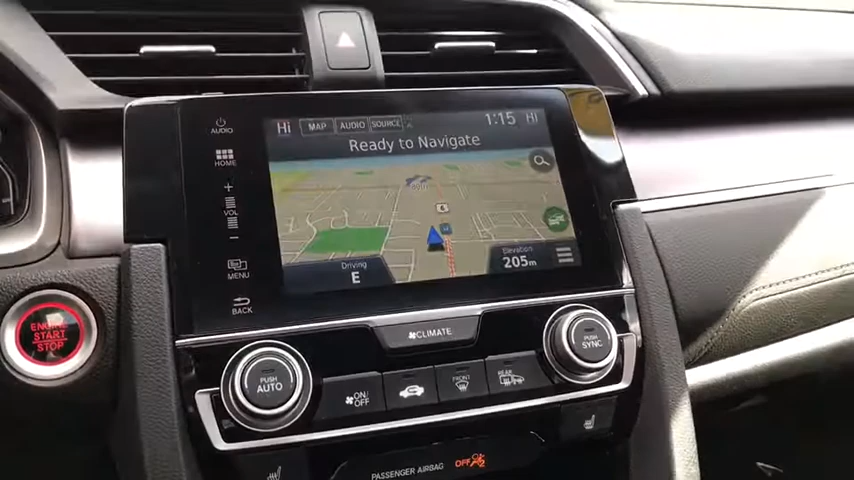 AUDIO
Hi
MAP
AUDIO
SOURCE
1:15
Hi
Ready to Navigate
HOME
VOL
MENU
BACK
Driving
E
Elevation
205m
ENGINE
START
STOP
CLIMATE
PUSH
AUTO
ON
OFF
FRONT
REAR
PUSH
SYNC
PASSENGER AIRBAG
OFF
2